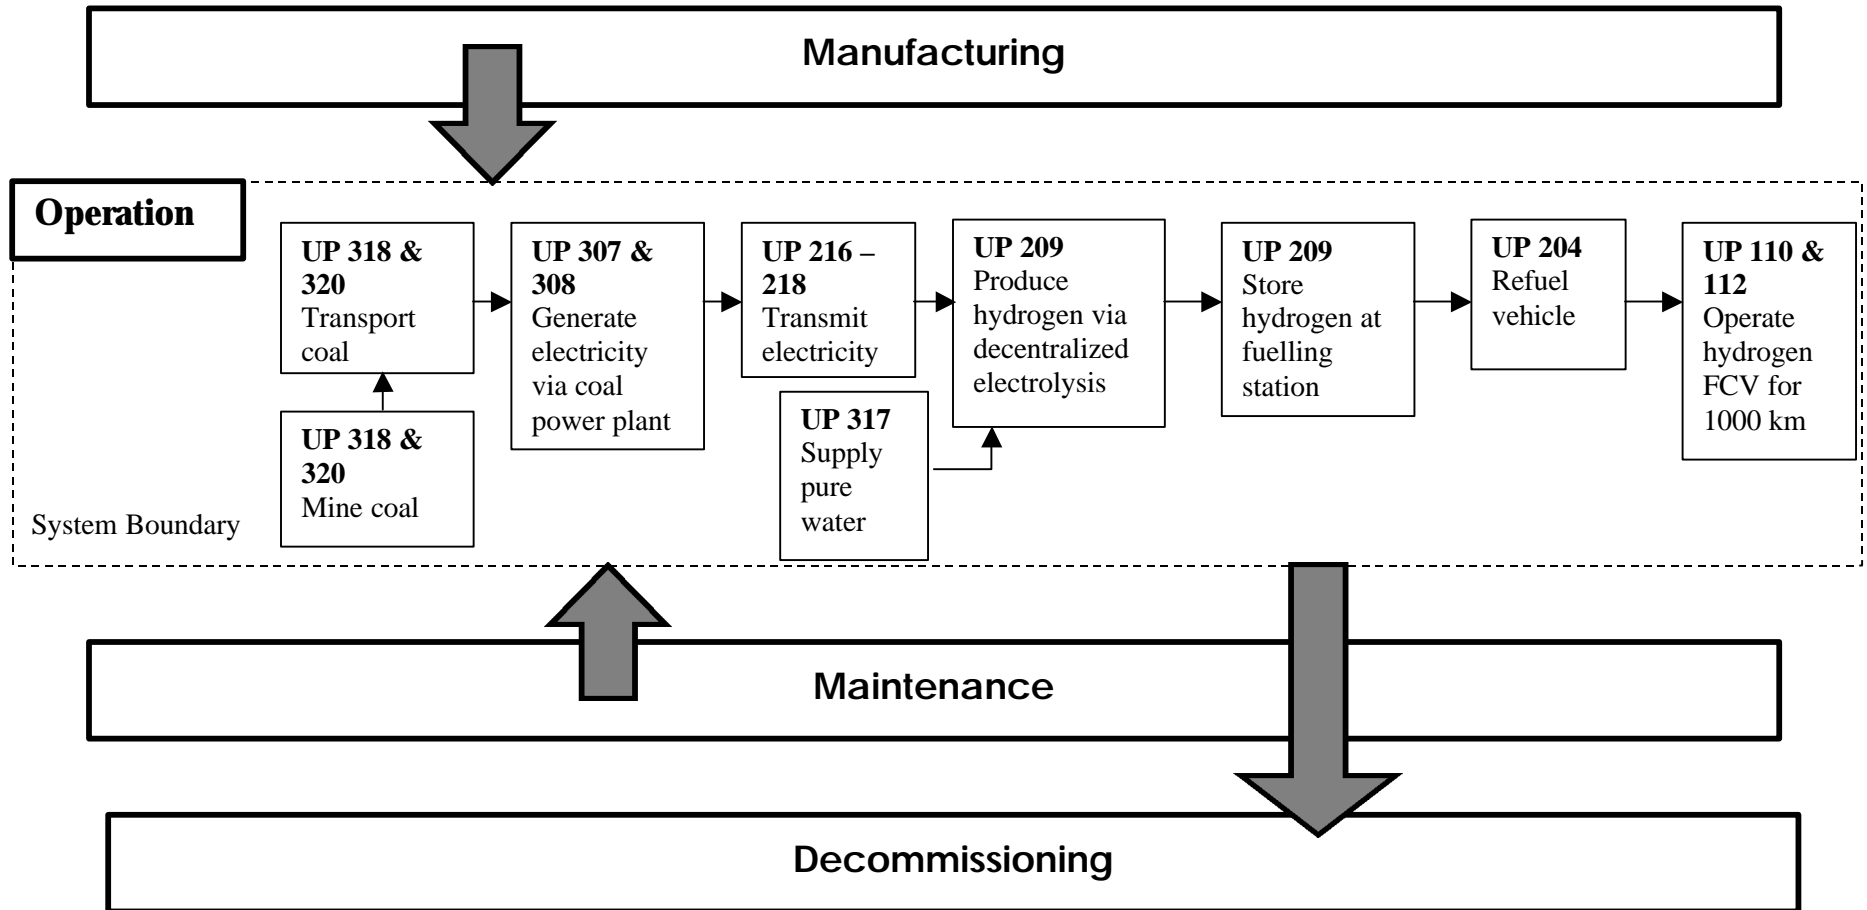 Manufacturing
Operation
UP 318 &
320
Transport
coal
UP 307 &
308
Generate
electricity
via coal
power plant
UP 216 –
218
Transmit
electricity
UP 209
Produce
hydrogen via
decentralized
electrolysis
UP 209
Store
hydrogen at
fuelling
station
UP 204
Refuel
vehicle
UP 110 &
112
Operate
hydrogen
FCV for
1000 km
UP 318 &
320
Mine coal
UP 317
Supply
pure
water
System Boundary
Maintenance
Decommissioning